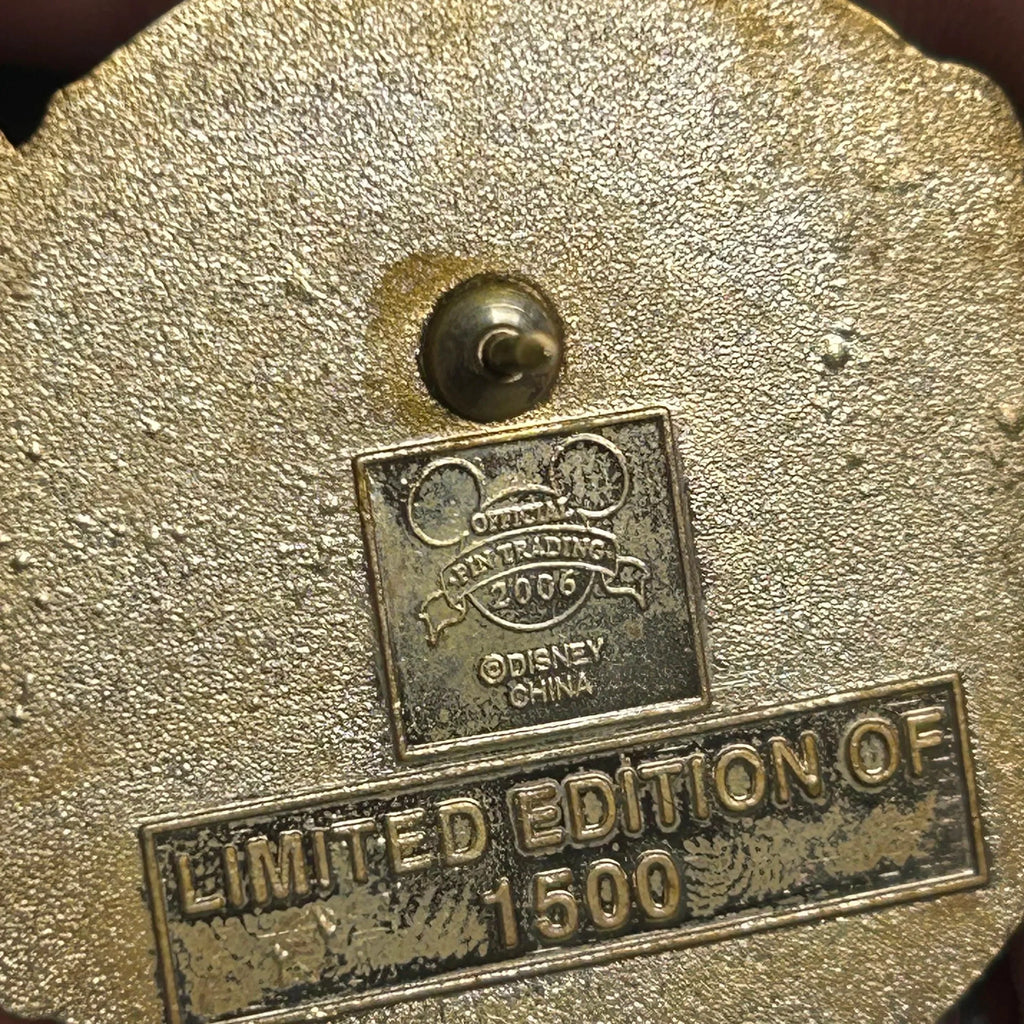 OFFICIAL
PIN TRADING
2006
©DISNEY
CHINA
LIMITED EDITION OF
1500